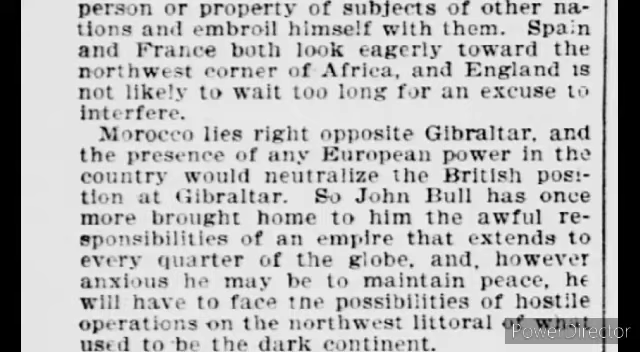 person or property of subjects of other na-
tions and embroil himself with them. Spain
and France both look eagerly toward the
northwest corner of Africa, and England is
not likely to wait too long for an excuse to
interfere.
Morocco lies right opposite Gibraltar, and
the presence of any European power in the
country would neutralize the British posi-
tion at Gibraltar. So John Bull has once
more brought home to him the awful re-
sponsibilities of an empire that extends to
every quarter of the globe, and, however
anxious he may be to maintain peace, he
will have to face the possibilities of hostile
operations on the northwest littoral of what
used to be the dark continent.
PowerDirector